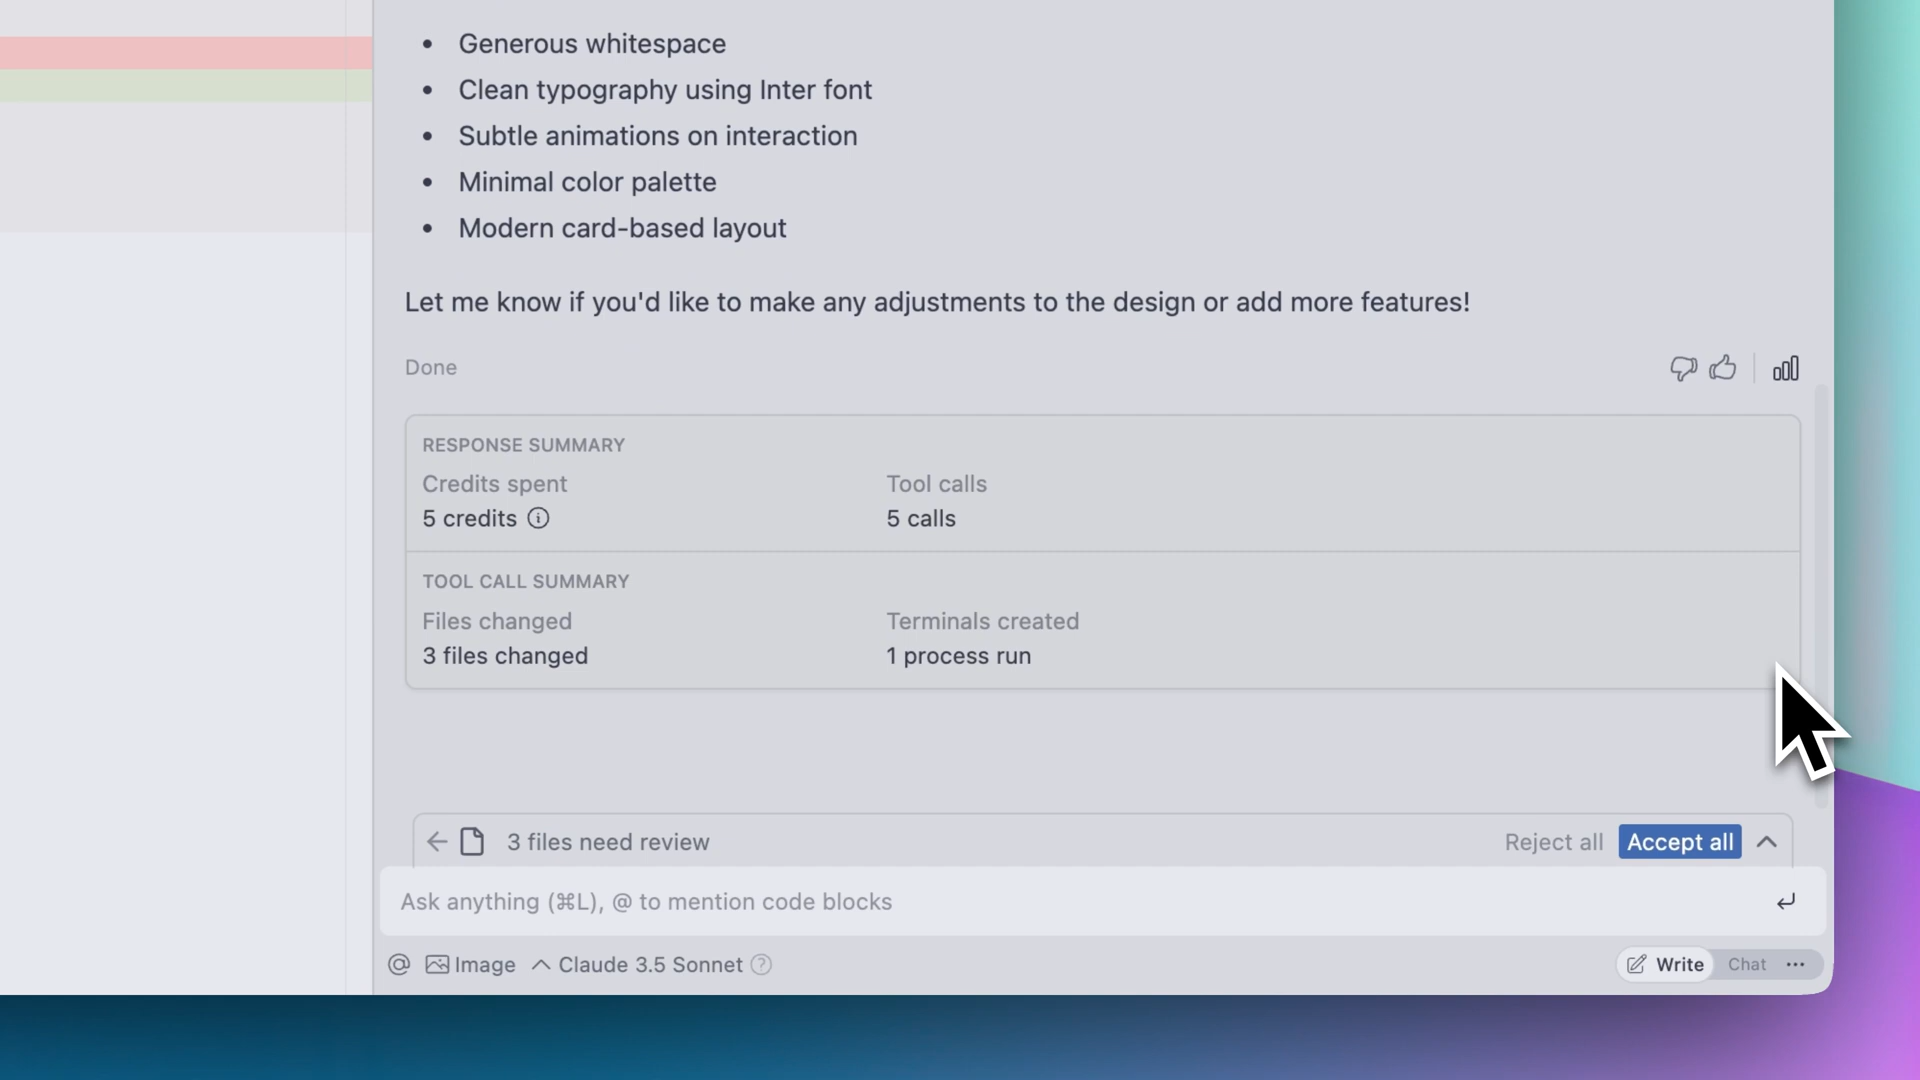 • Generous whitespace
• Clean typography using Inter font
• Subtle animations on interaction
• Minimal color palette
• Modern card-based layout
Let me know if you'd like to make any adjustments to the design or add more features!
Done
RESPONSE SUMMARY
Credits spent Tool calls
5 credits 5 calls
TOOL CALL SUMMARY
Files changed Terminals created
3 files changed 1 process run
3 files need review Reject all Accept all
Ask anything (⌘L), @ to mention code blocks
@ Image Claude 3.5 Sonnet ? Write Chat ...